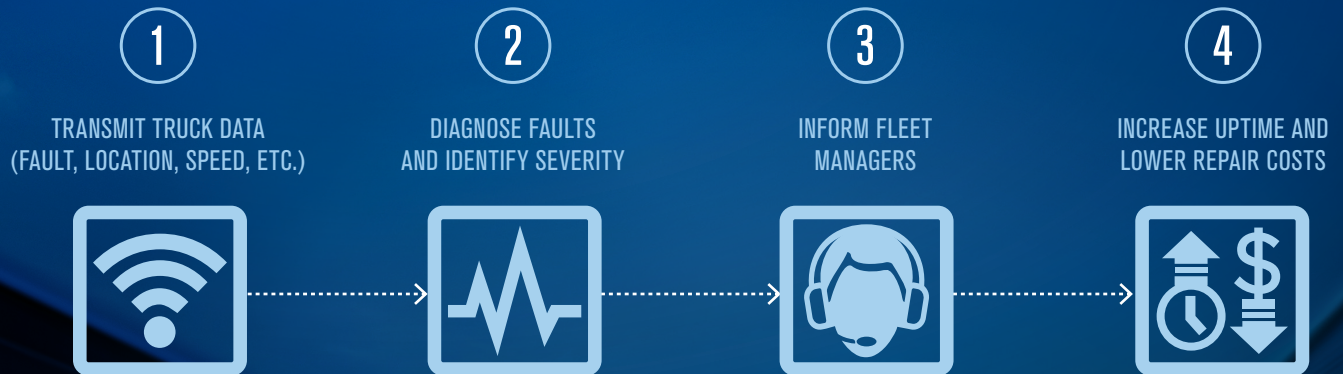 1
TRANSMIT TRUCK DATA
(FAULT, LOCATION, SPEED, ETC.)
2
DIAGNOSE FAULTS
AND IDENTIFY SEVERITY
3
INFORM FLEET
MANAGERS
4
INCREASE UPTIME AND
LOWER REPAIR COSTS
$